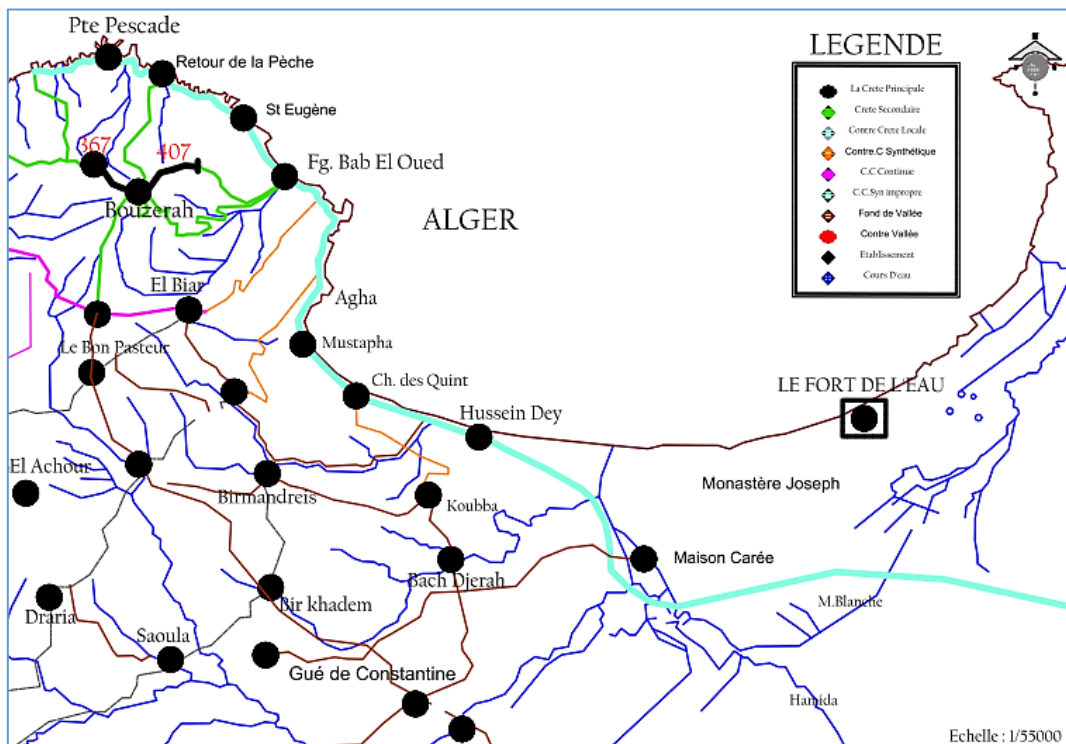 Pte Pescade
Retour de la Pèche
St Eugène
367
407
Fg. Bab El Oued
Bouzerah
ALGER
El Biar
Agha
Le Bon Pasteur
Mustapha
Ch. des Quint
Hussein Dey
LE FORT DE L'EAU
El Achour
Birmandreis
Koubba
Monastère Joseph
Maison Carée
Bach Djerah
Draria
Bir khadem
M.Blanche
Saoula
Gué de Constantine
Hamida
LEGENDE
La Crete Principale
Crete Secondaire
Contre Crete Locale
Contre.C Synthétique
C.C Continue
C.C.Syn impropre
Fond de Vallée
Contre Vallée
Etablissement
Cours D'eau
Echelle : 1/55000